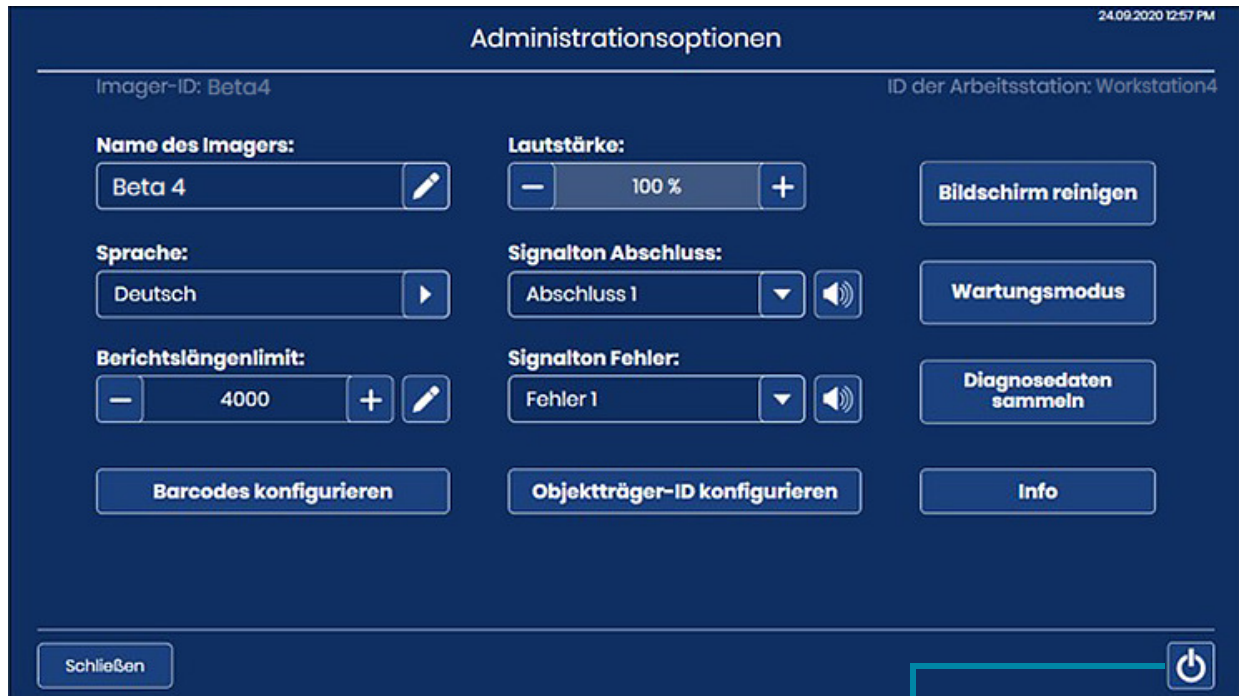 24.09.2020 12:57 PM
Administrationsoptionen
Imager-ID: Beta4
ID der Arbeitsstation: Workstation4
Name des Imagers:
Beta 4
Lautstärke:
100 %
Bildschirm reinigen
Sprache:
Deutsch
Signalton Abschluss:
Abschluss 1
Wartungsmodus
Berichtslängenlimit:
4000
Signalton Fehler:
Fehler 1
Diagnosedaten
sammeln
Barcodes konfigurieren
Objektträger-ID konfigurieren
Info
Schließen